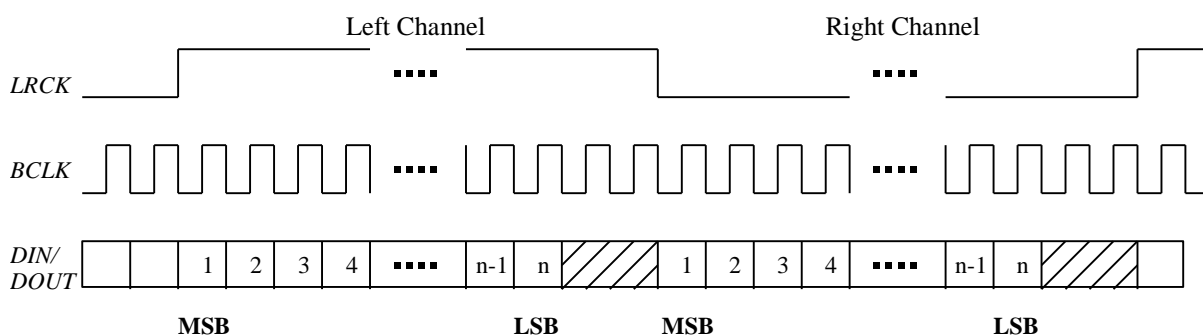 Left Channel Right Channel
LRCK
BCLK
DIN/
DOUT
1 2 3 4 n-1 n 1 2 3 4 n-1 n
MSB LSB MSB LSB